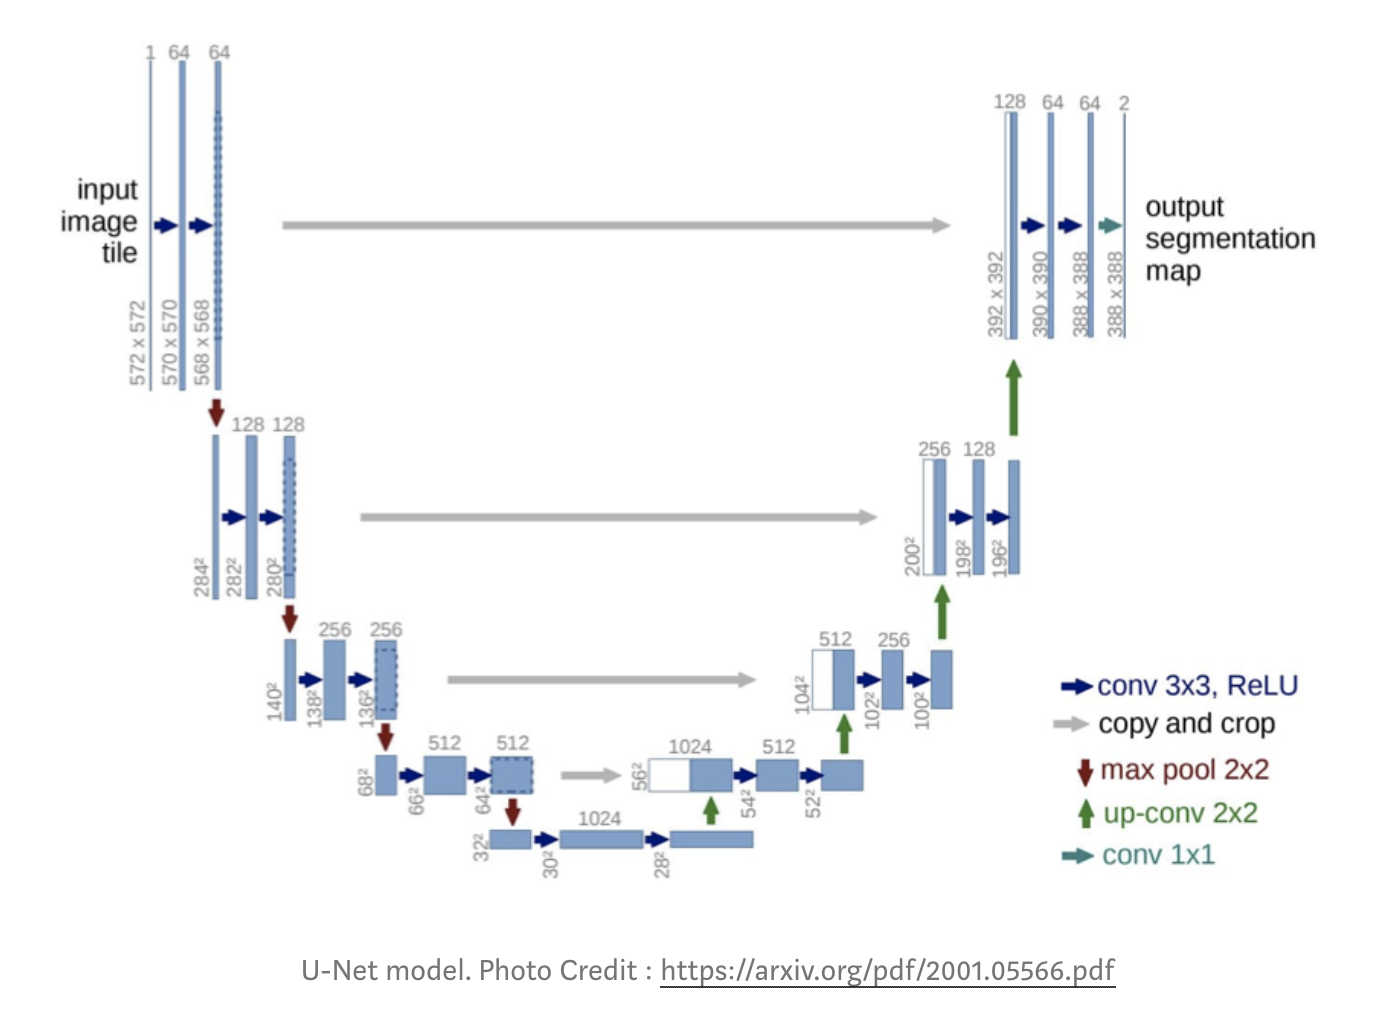 1 64 64
input
image
tile
572 x 572
570 x 570
568 x 568
128 64 64 2
output
segmentation
map
392 x 392
390 x 390
388 x 388
388 x 388
128 128
284²
282²
280²
256 128
200²
198²
196²
256 256
140²
138²
136²
512 256
104²
102²
100²
512 512
68²
66²
64²
1024 512
56²
54²
52²
1024
32²
30²
28²
conv 3x3, ReLU
copy and crop
max pool 2x2
up-conv 2x2
conv 1x1
U-Net model. Photo Credit : https://arxiv.org/pdf/2001.05566.pdf